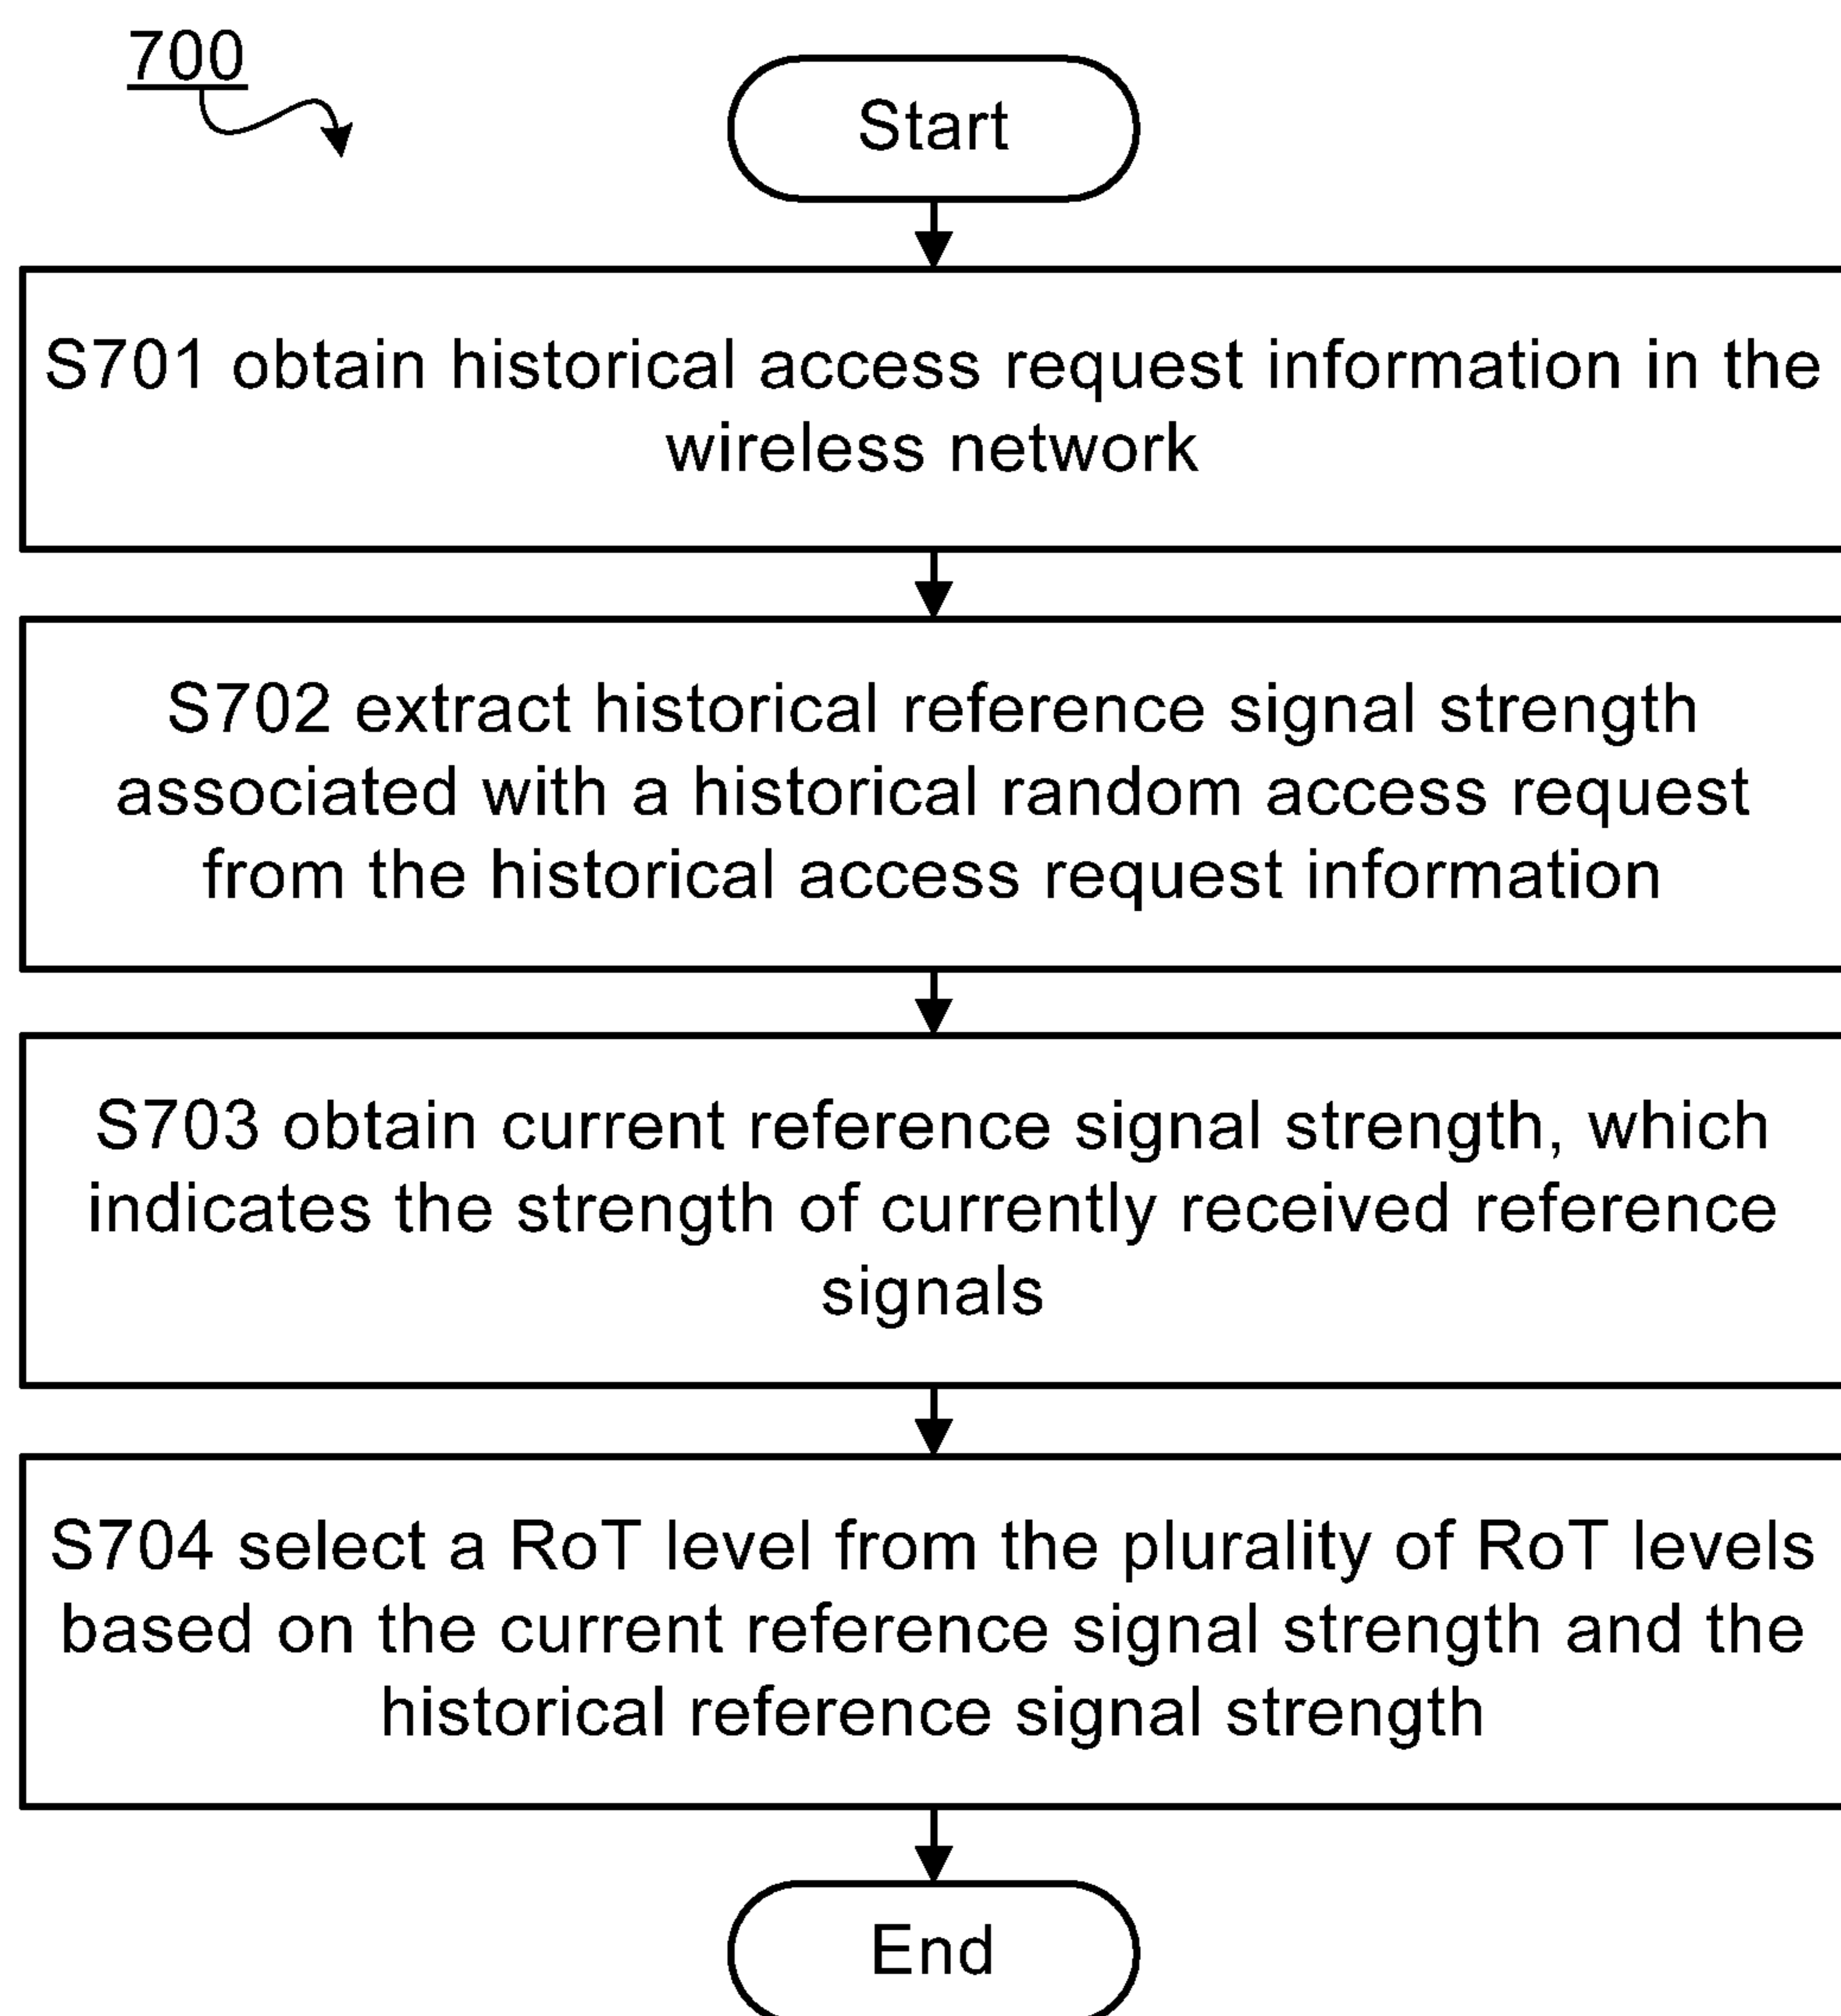 700
Start
S701 obtain historical access request information in the
wireless network
S702 extract historical reference signal strength
associated with a historical random access request
from the historical access request information
S703 obtain current reference signal strength, which
indicates the strength of currently received reference
signals
S704 select a RoT level from the plurality of RoT levels
based on the current reference signal strength and the
historical reference signal strength
End